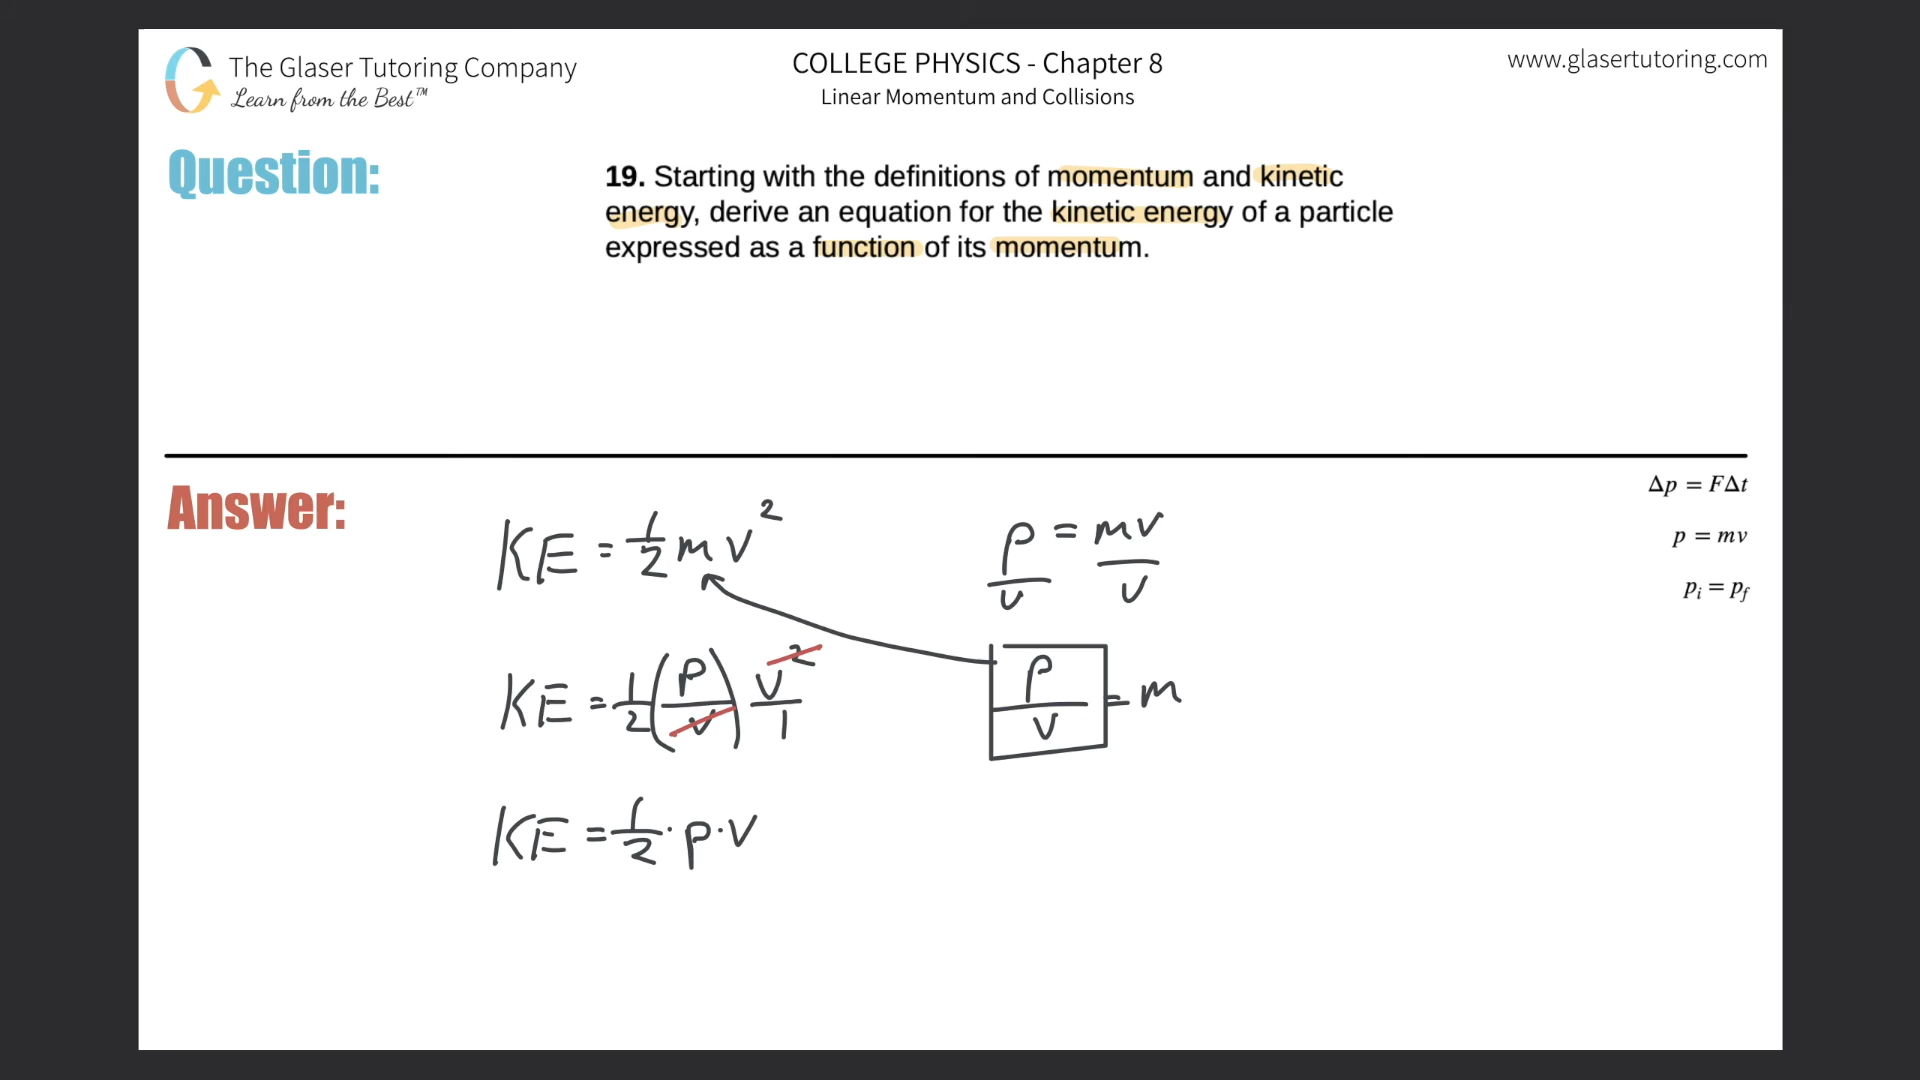 The Glaser Tutoring Company
Learn from the Best™
COLLEGE PHYSICS - Chapter 8
Linear Momentum and Collisions
www.glasertutoring.com
Question:
19. Starting with the definitions of momentum and kinetic
energy, derive an equation for the kinetic energy of a particle
expressed as a function of its momentum.
Answer:
KE = 1/2 m v²
KE = 1/2 (p/v) v²/1
KE = 1/2 · p · v
p/v = mv/v
p/v = m
Δp = FΔt
p = mv
pᵢ = p_f